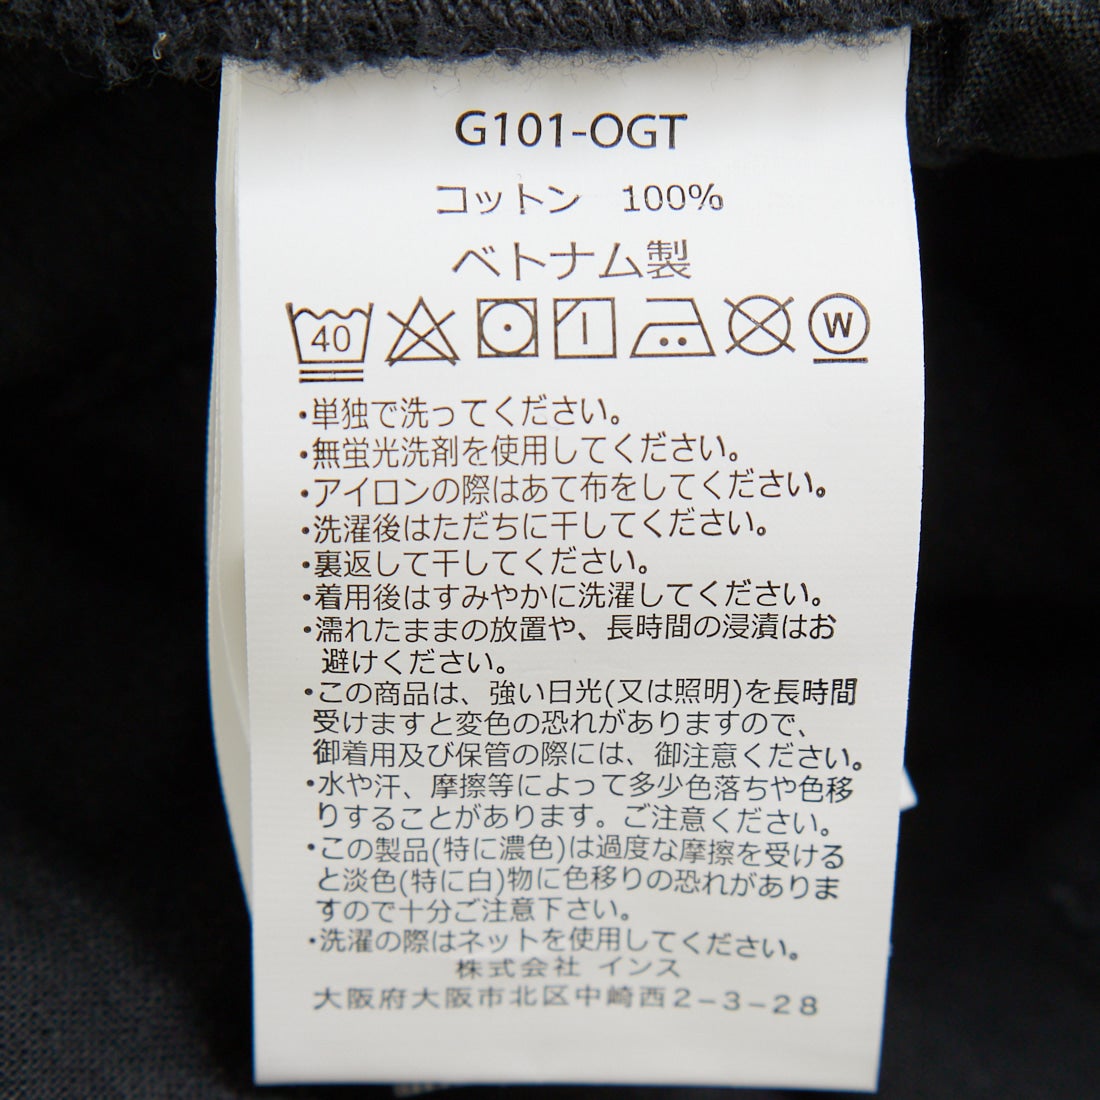 G101-OGT
コットン 100%
ベトナム製
40 W
・単独で洗ってください。
・無蛍光洗剤を使用してください。
・アイロンの際はあて布をしてください。
・洗濯後はただちに干してください。
・裏返して干してください。
・着用後はすみやかに洗濯してください。
・濡れたままの放置や、長時間の浸漬はお
避けください。
・この商品は、強い日光(又は照明)を長時間
受けますと変色の恐れがありますので、
御着用及び保管の際には、御注意ください。
・水や汗、摩擦等によって多少色落ちや色移
りすることがあります。ご注意ください。
・この製品(特に濃色)は過度な摩擦を受ける
と淡色(特に白)物に色移りの恐れがありま
すので十分ご注意下さい。
・洗濯の際はネットを使用してください。
株式会社 インス
大阪府大阪市北区中崎西2-3-28